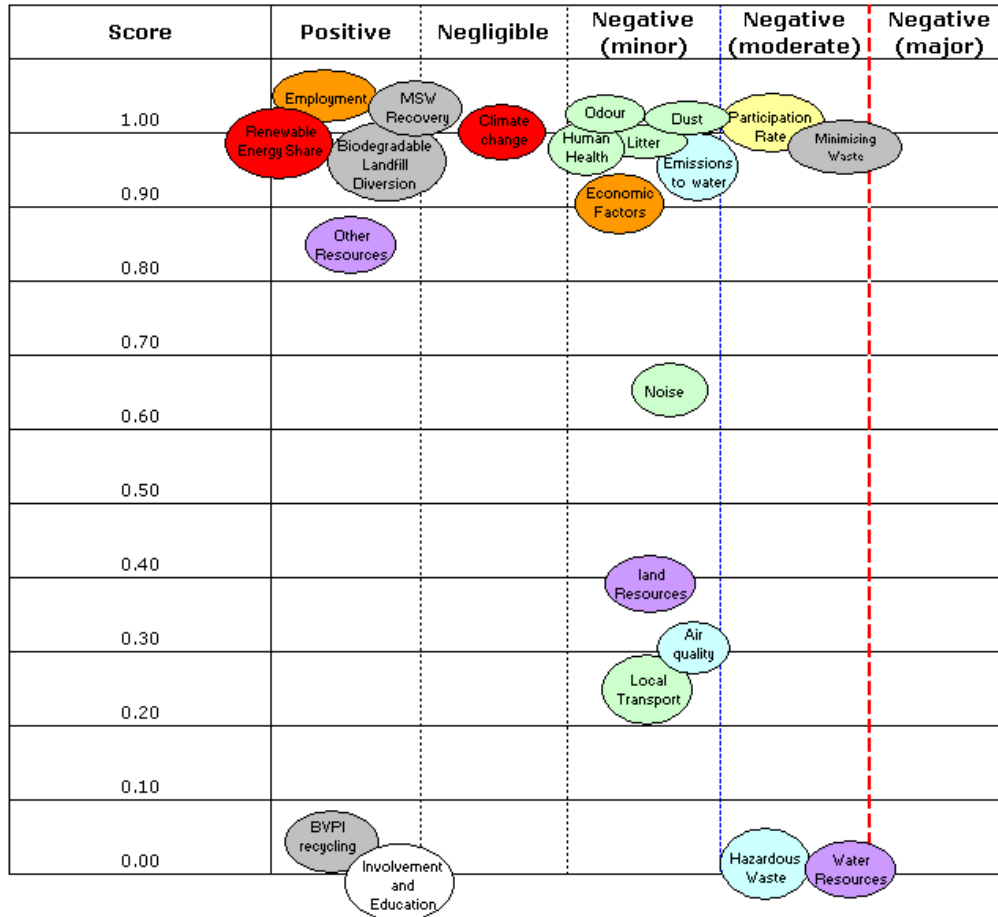 Score
Positive
Negligible
Negative
(minor)
Negative
(moderate)
Negative
(major)
1.00
Employment
MSW
Recovery
Renewable
Energy Share
Biodegradable
Landfill
Diversion
Climate
change
Odour
Dust
Human
Health
Litter
Emissions
to water
Participation
Rate
Minimising
Waste
0.90
Economic
Factors
Other
Resources
0.80
0.70
Noise
0.60
0.50
0.40
land
Resources
0.30
Air
quality
Local
Transport
0.20
0.10
BVPI
recycling
0.00
Involvement
and
Education
Hazardous
Waste
Water
Resources